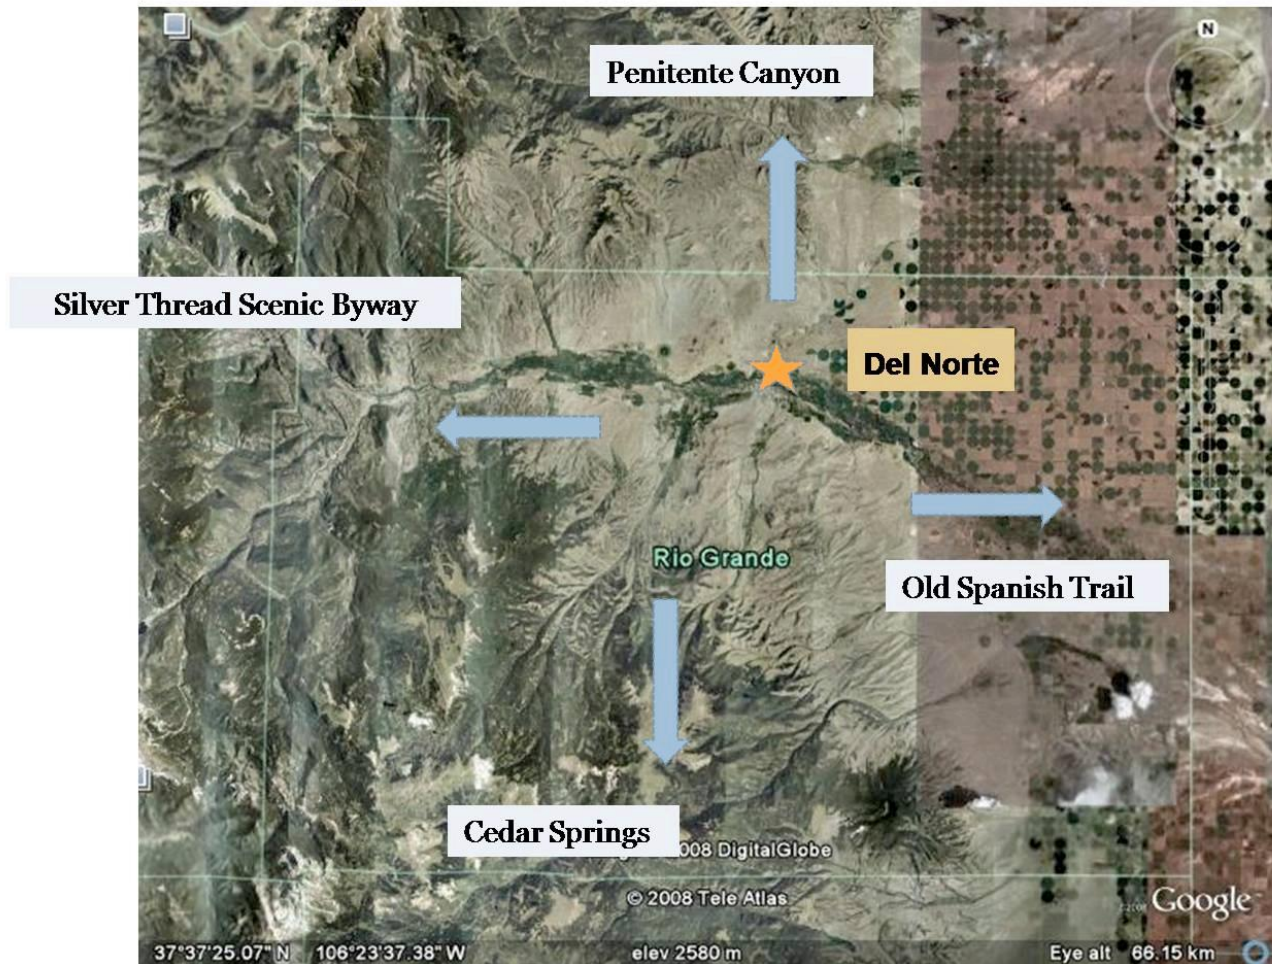 N
Penitente Canyon
Silver Thread Scenic Byway
Del Norte
Rio Grande
Old Spanish Trail
Cedar Springs
2008 DigitalGlobe
© 2008 Tele Atlas
Google
37°37'25.07" N 106°23'37.38" W elev 2580 m Eye alt 66.15 km